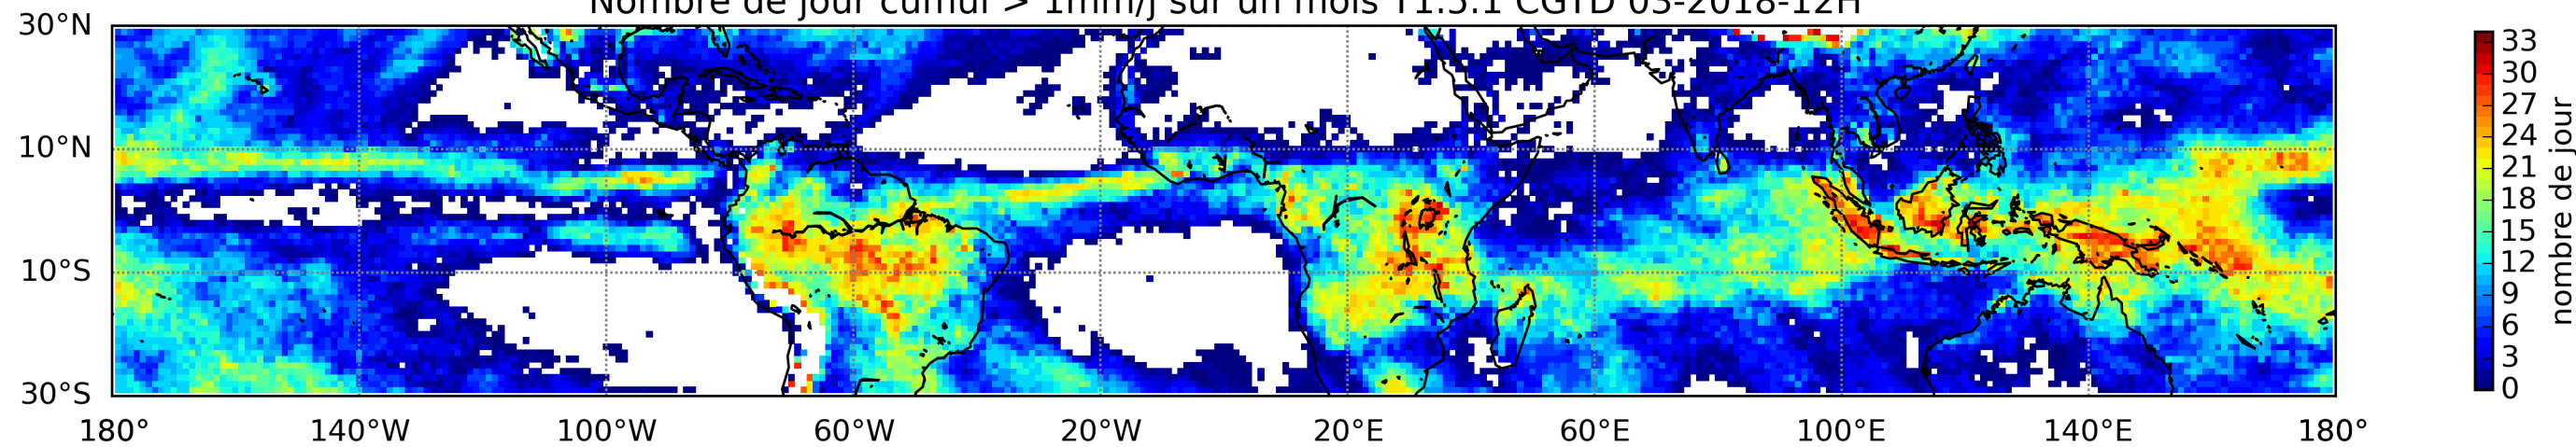 Nombre de jour cumul > 1mm/j sur un mois T1.5.1 CGTD 03-2018-12H
30°N
10°N
10°S
30°S
180° 140°W 100°W 60°W 20°W 20°E 60°E 100°E 140°E 180°
33
30
27
24
21
18
15
12
9
6
3
0
nombre de jour